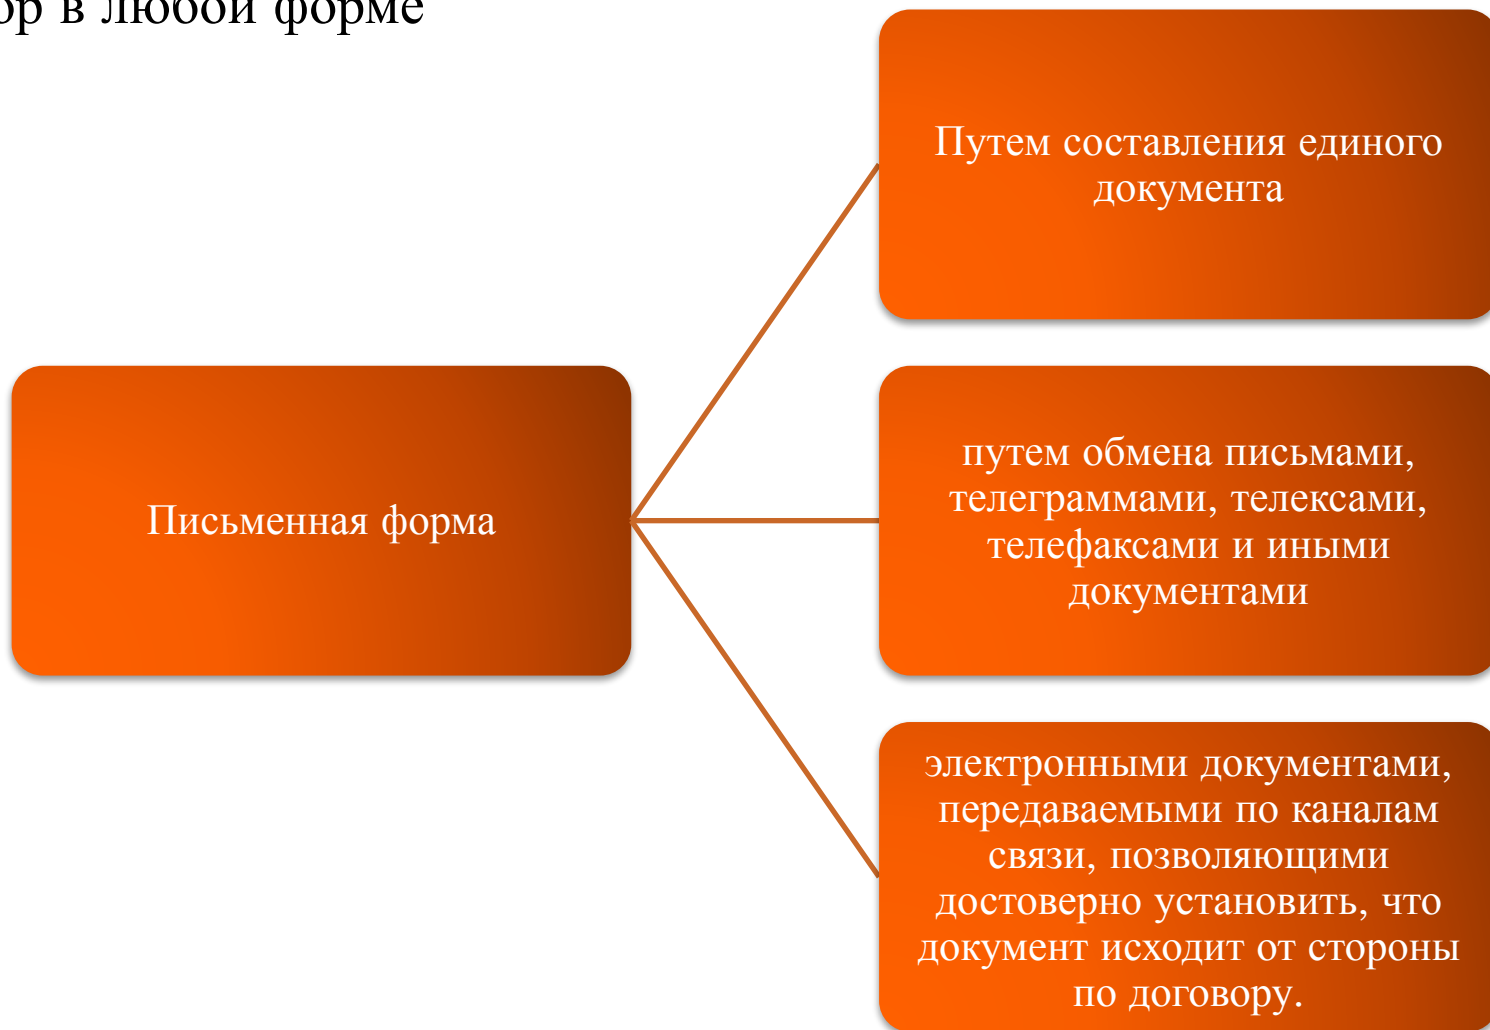 ор в любой форме
Путем составления единого
документа
Письменная форма
путем обмена письмами,
телеграммами, телексами,
телефаксами и иными
документами
электронными документами,
передаваемыми по каналам
связи, позволяющими
достоверно установить, что
документ исходит от стороны
по договору.